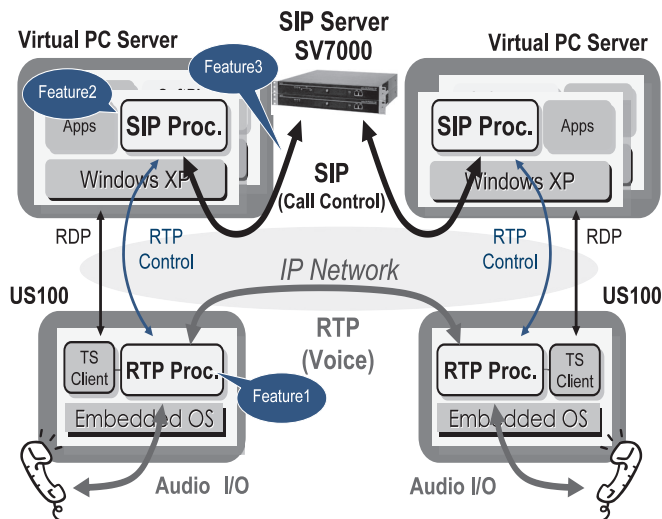 SIP Server
SV7000
Virtual PC Server
Virtual PC Server
Feature3
Feature2
Apps
SIP Proc.
Windows XP
SIP
(Call Control)
SIP Proc.
Apps
Windows XP
RDP
RTP
Control
RTP
Control
RDP
IP Network
US100
US100
RTP
(Voice)
TS
Client
RTP Proc.
Feature1
Embedded OS
RTP Proc.
TS
Client
Embedded OS
Audio I/O
Audio I/O